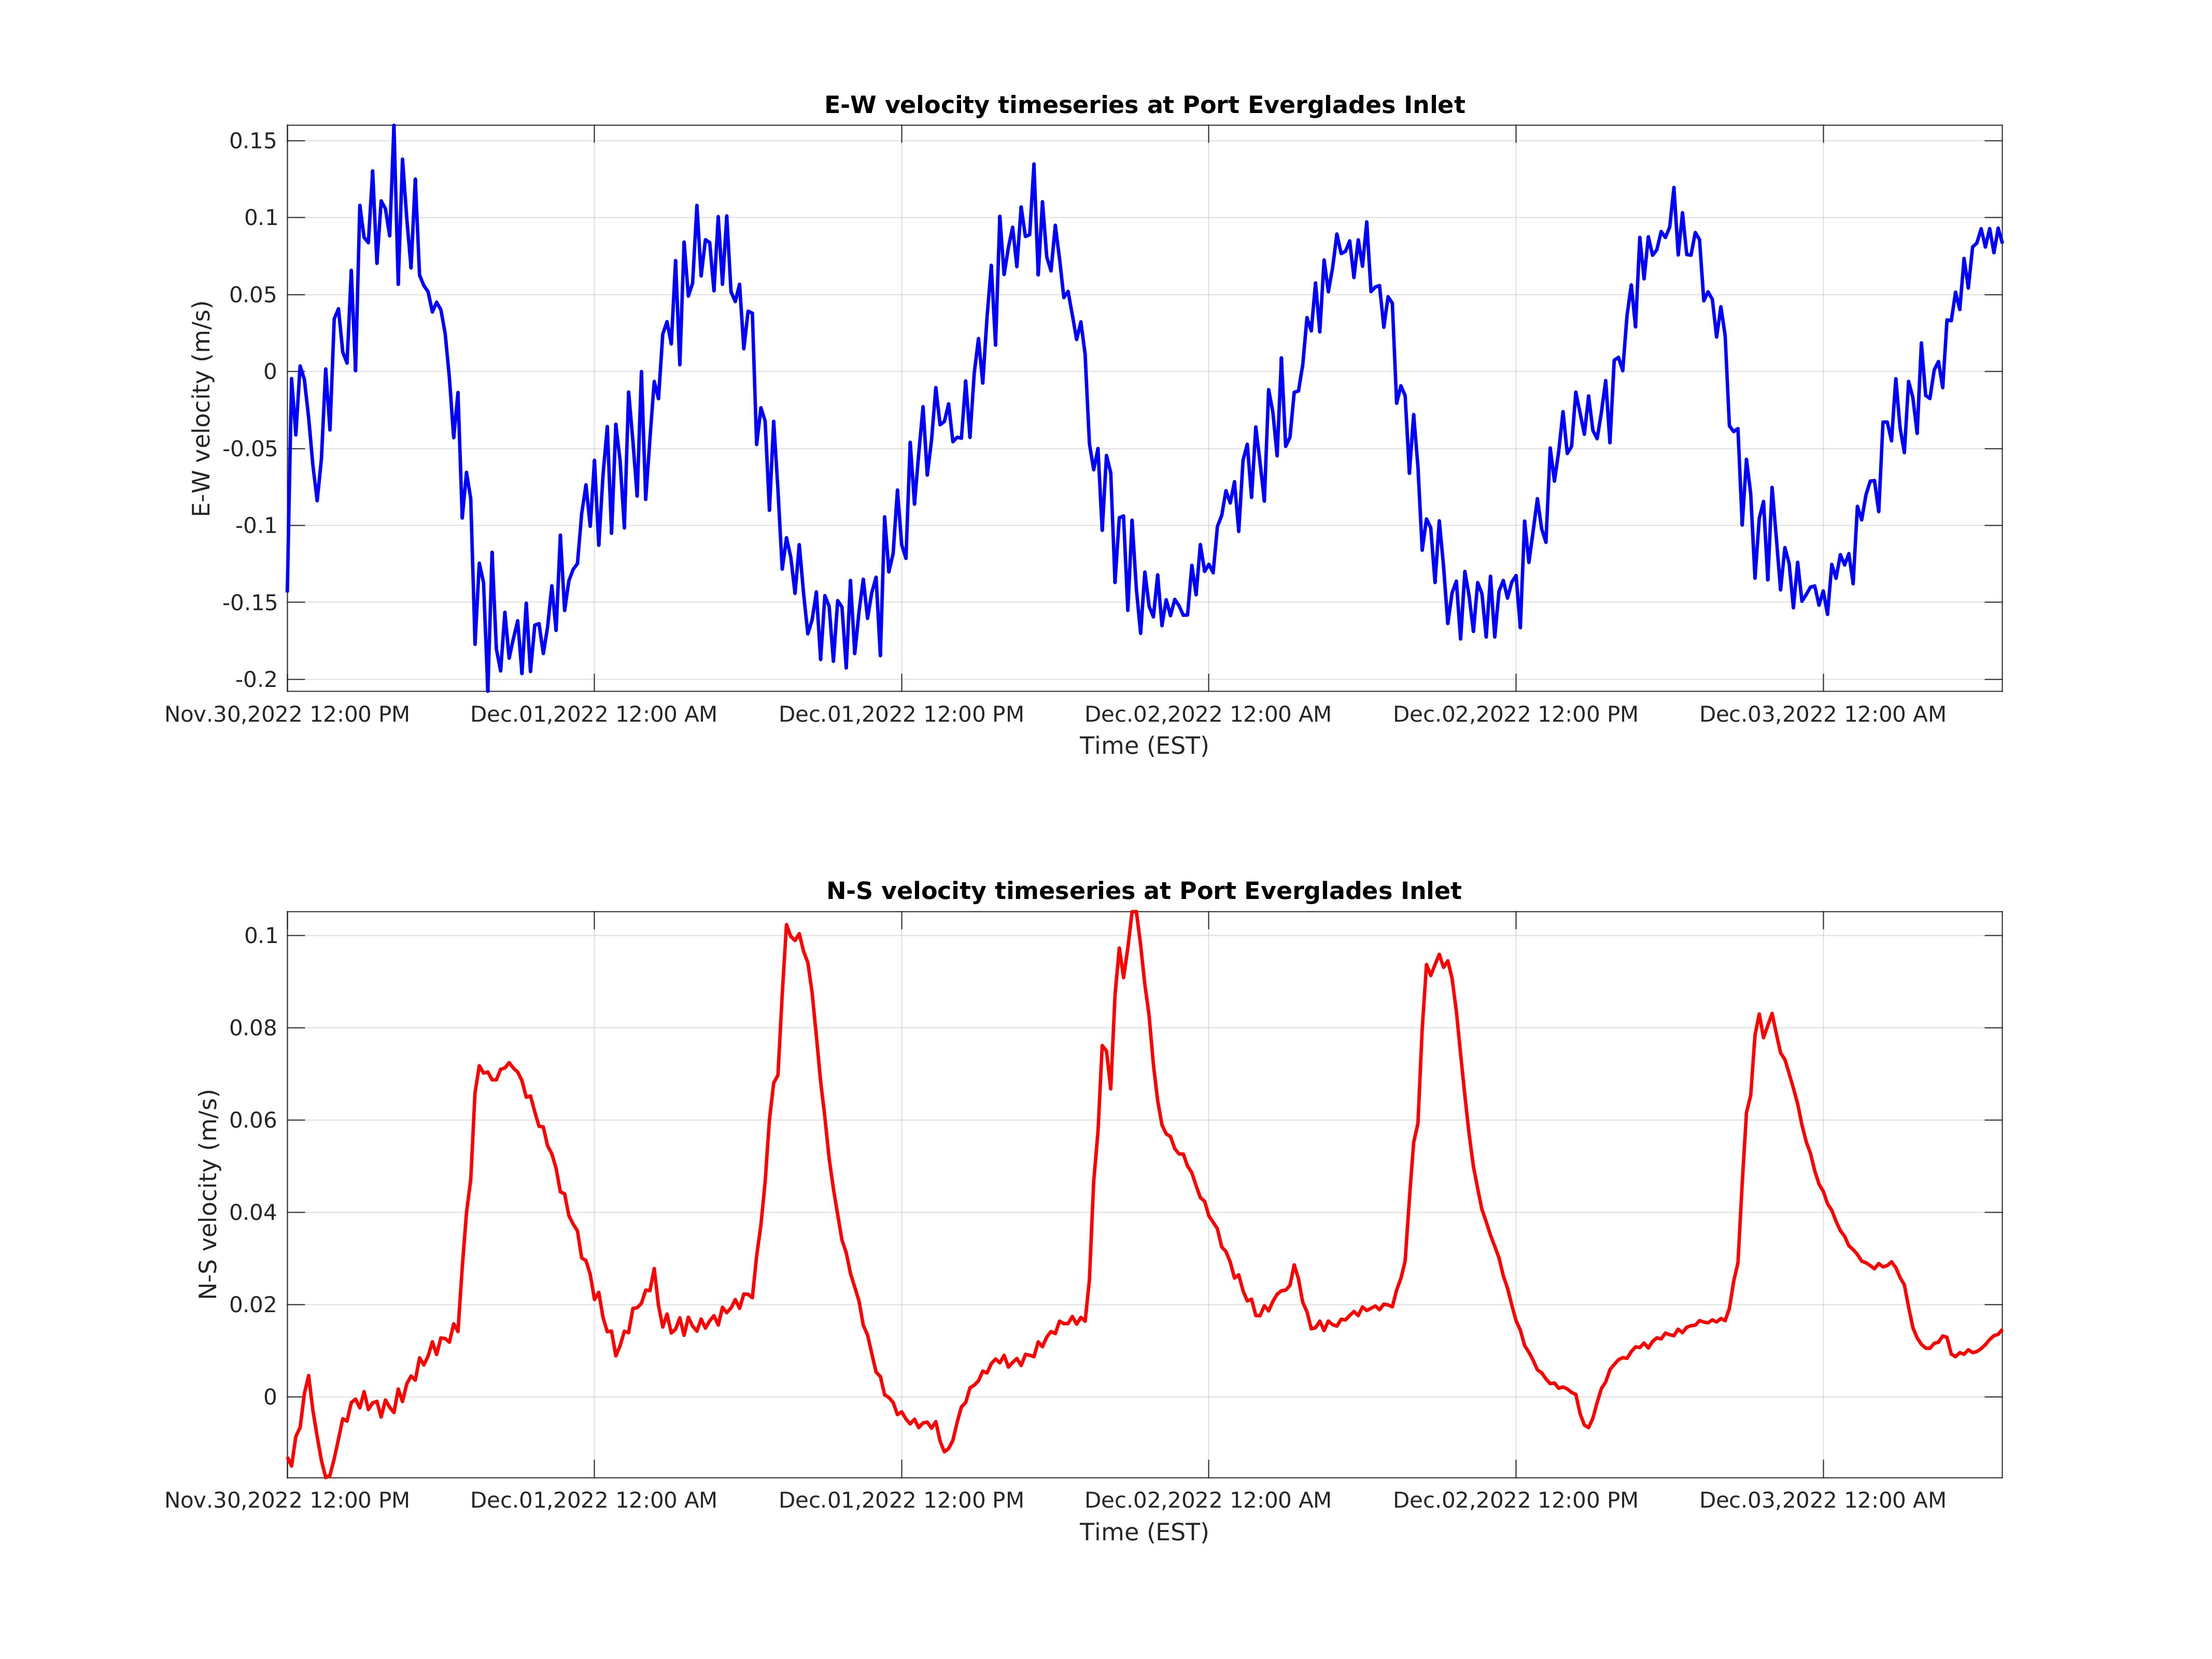 E-W velocity timeseries at Port Everglades Inlet
0.15
0.1
0.05
0
-0.05
-0.1
-0.15
-0.2
E-W velocity (m/s)
Nov.30,2022 12:00 PM Dec.01,2022 12:00 AM Dec.01,2022 12:00 PM Dec.02,2022 12:00 AM Dec.02,2022 12:00 PM Dec.03,2022 12:00 AM
Time (EST)
N-S velocity timeseries at Port Everglades Inlet
0.1
0.08
0.06
0.04
0.02
0
N-S velocity (m/s)
Nov.30,2022 12:00 PM Dec.01,2022 12:00 AM Dec.01,2022 12:00 PM Dec.02,2022 12:00 AM Dec.02,2022 12:00 PM Dec.03,2022 12:00 AM
Time (EST)